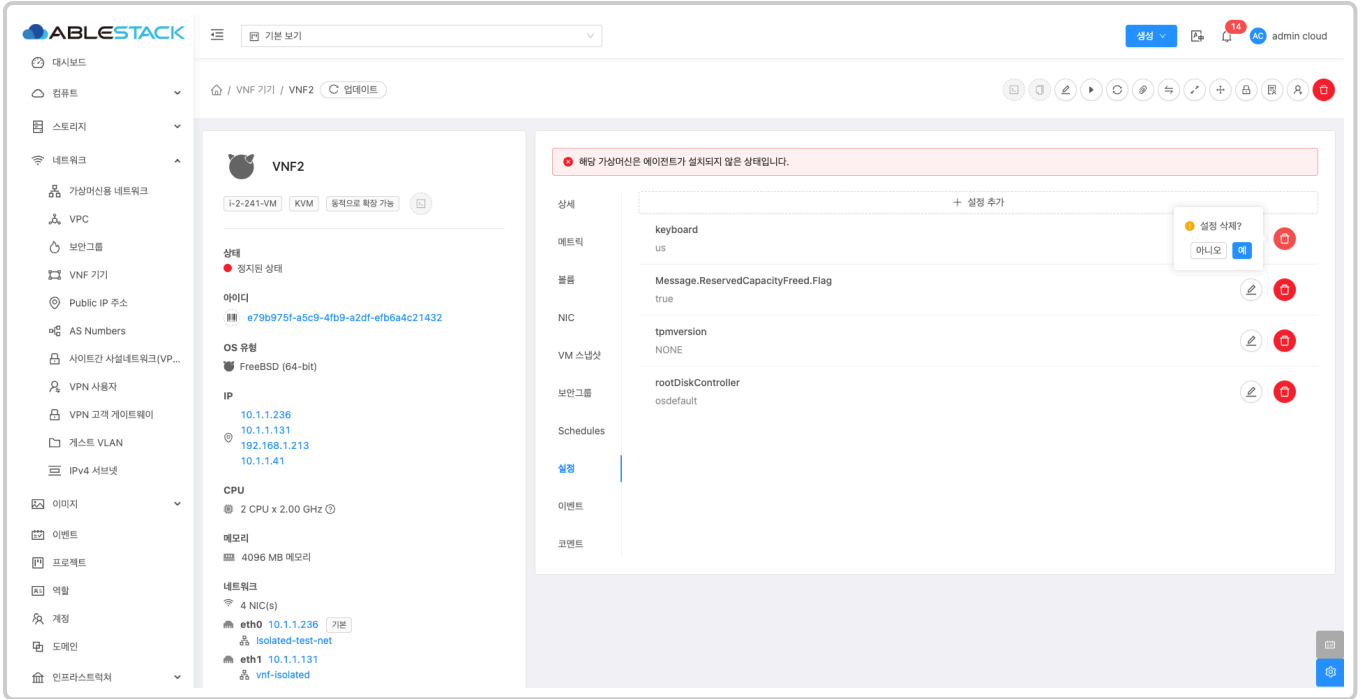 ABLESTACK
기본 보기
생성
14
AC
admin cloud
대시보드
컴퓨트
스토리지
네트워크
가상머신용 네트워크
VPC
보안그룹
VNF 기기
Public IP 주소
AS Numbers
사이트간 사설네트워크(VP...
VPN 사용자
VPN 고객 게이트웨이
게스트 VLAN
IPv4 서브넷
이미지
이벤트
프로젝트
역할
계정
도메인
인프라스트럭쳐
/ VNF 기기 / VNF2 업데이트
VNF2
i-2-241-VM KVM 동적으로 확장 가능
상태
정지된 상태
아이디
e79b975f-a5c9-4fb9-a2df-efb6a4c21432
OS 유형
FreeBSD (64-bit)
IP
10.1.1.236
10.1.1.131
192.168.1.213
10.1.1.41
CPU
2 CPU x 2.00 GHz
메모리
4096 MB 메모리
네트워크
4 NIC(s)
eth0 10.1.1.236 기본
Isolated-test-net
eth1 10.1.1.131
vnf-isolated
해당 가상머신은 에이전트가 설치되지 않은 상태입니다.
상세
메트릭
볼륨
NIC
VM 스냅샷
보안그룹
Schedules
설정
이벤트
코멘트
설정 추가
keyboard
us
설정 삭제?
아니오 예
Message.ReservedCapacityFreed.Flag
true
tpmversion
NONE
rootDiskController
osdefault